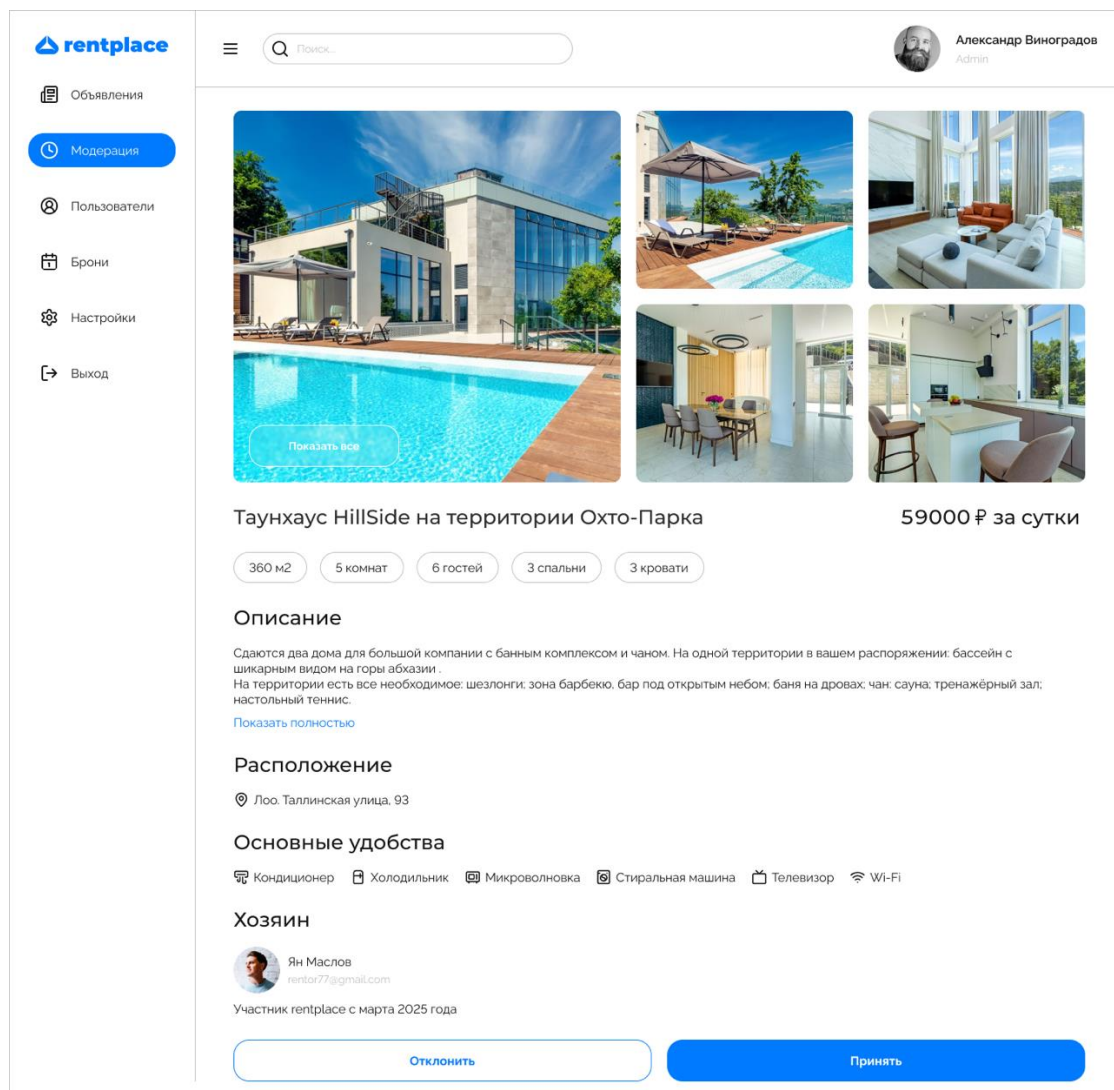 rentplace
Поиск...
Александр Виноградов
Admin
Объявления
Модерация
Пользователи
Брони
Настройки
Выход
Показать все
Таунхаус HillSide на территории Охто-Парка
59000 ₽ за сутки
360 м2
5 комнат
6 гостей
3 спальни
3 кровати
Описание
Сдаются два дома для большой компании с банным комплексом и чаном. На одной территории в вашем распоряжении: бассейн с
шикарным видом на горы абхазии .
На территории есть все необходимое: шезлонги; зона барбекю, бар под открытым небом; баня на дровах; чан; сауна; тренажёрный зал;
настольный теннис.
Показать полностью
Расположение
Лоо. Таллинская улица, 93
Основные удобства
Кондиционер
Холодильник
Микроволновка
Стиральная машина
Телевизор
Wi-Fi
Хозяин
Ян Маслов
rentor77@gmail.com
Участник rentplace с марта 2025 года
Отклонить
Принять